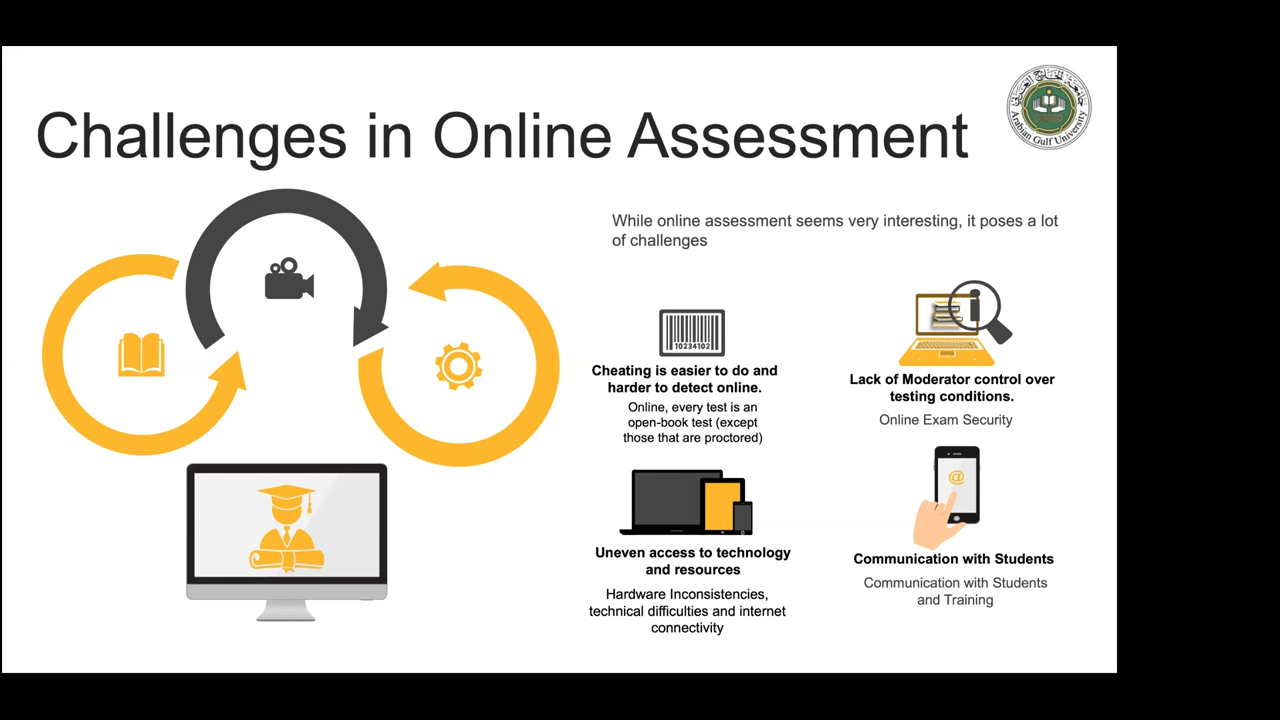 Challenges in Online Assessment
Arabian Gulf University
While online assessment seems very interesting, it poses a lot
of challenges
10234102
Cheating is easier to do and
harder to detect online.
Online, every test is an
open-book test (except
those that are proctored)
Lack of Moderator control over
testing conditions.
Online Exam Security
Uneven access to technology
and resources
Hardware Inconsistencies,
technical difficulties and internet
connectivity
@
Communication with Students
Communication with Students
and Training